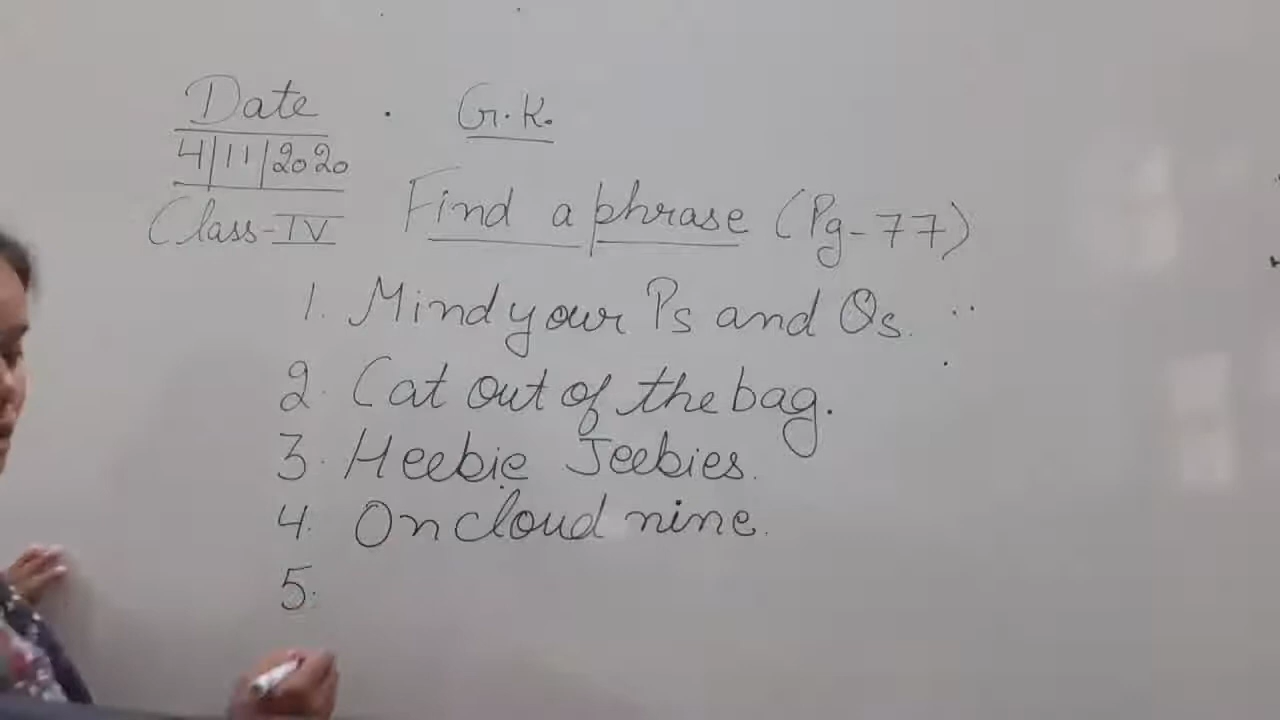 Date
G.K.
4/11/2020
Class-IV
Find a phrase (Pg-77)
1. Mind your Ps and Qs.
2. Cat out of the bag.
3. Heebie Jeebies.
4. On cloud nine.
5.